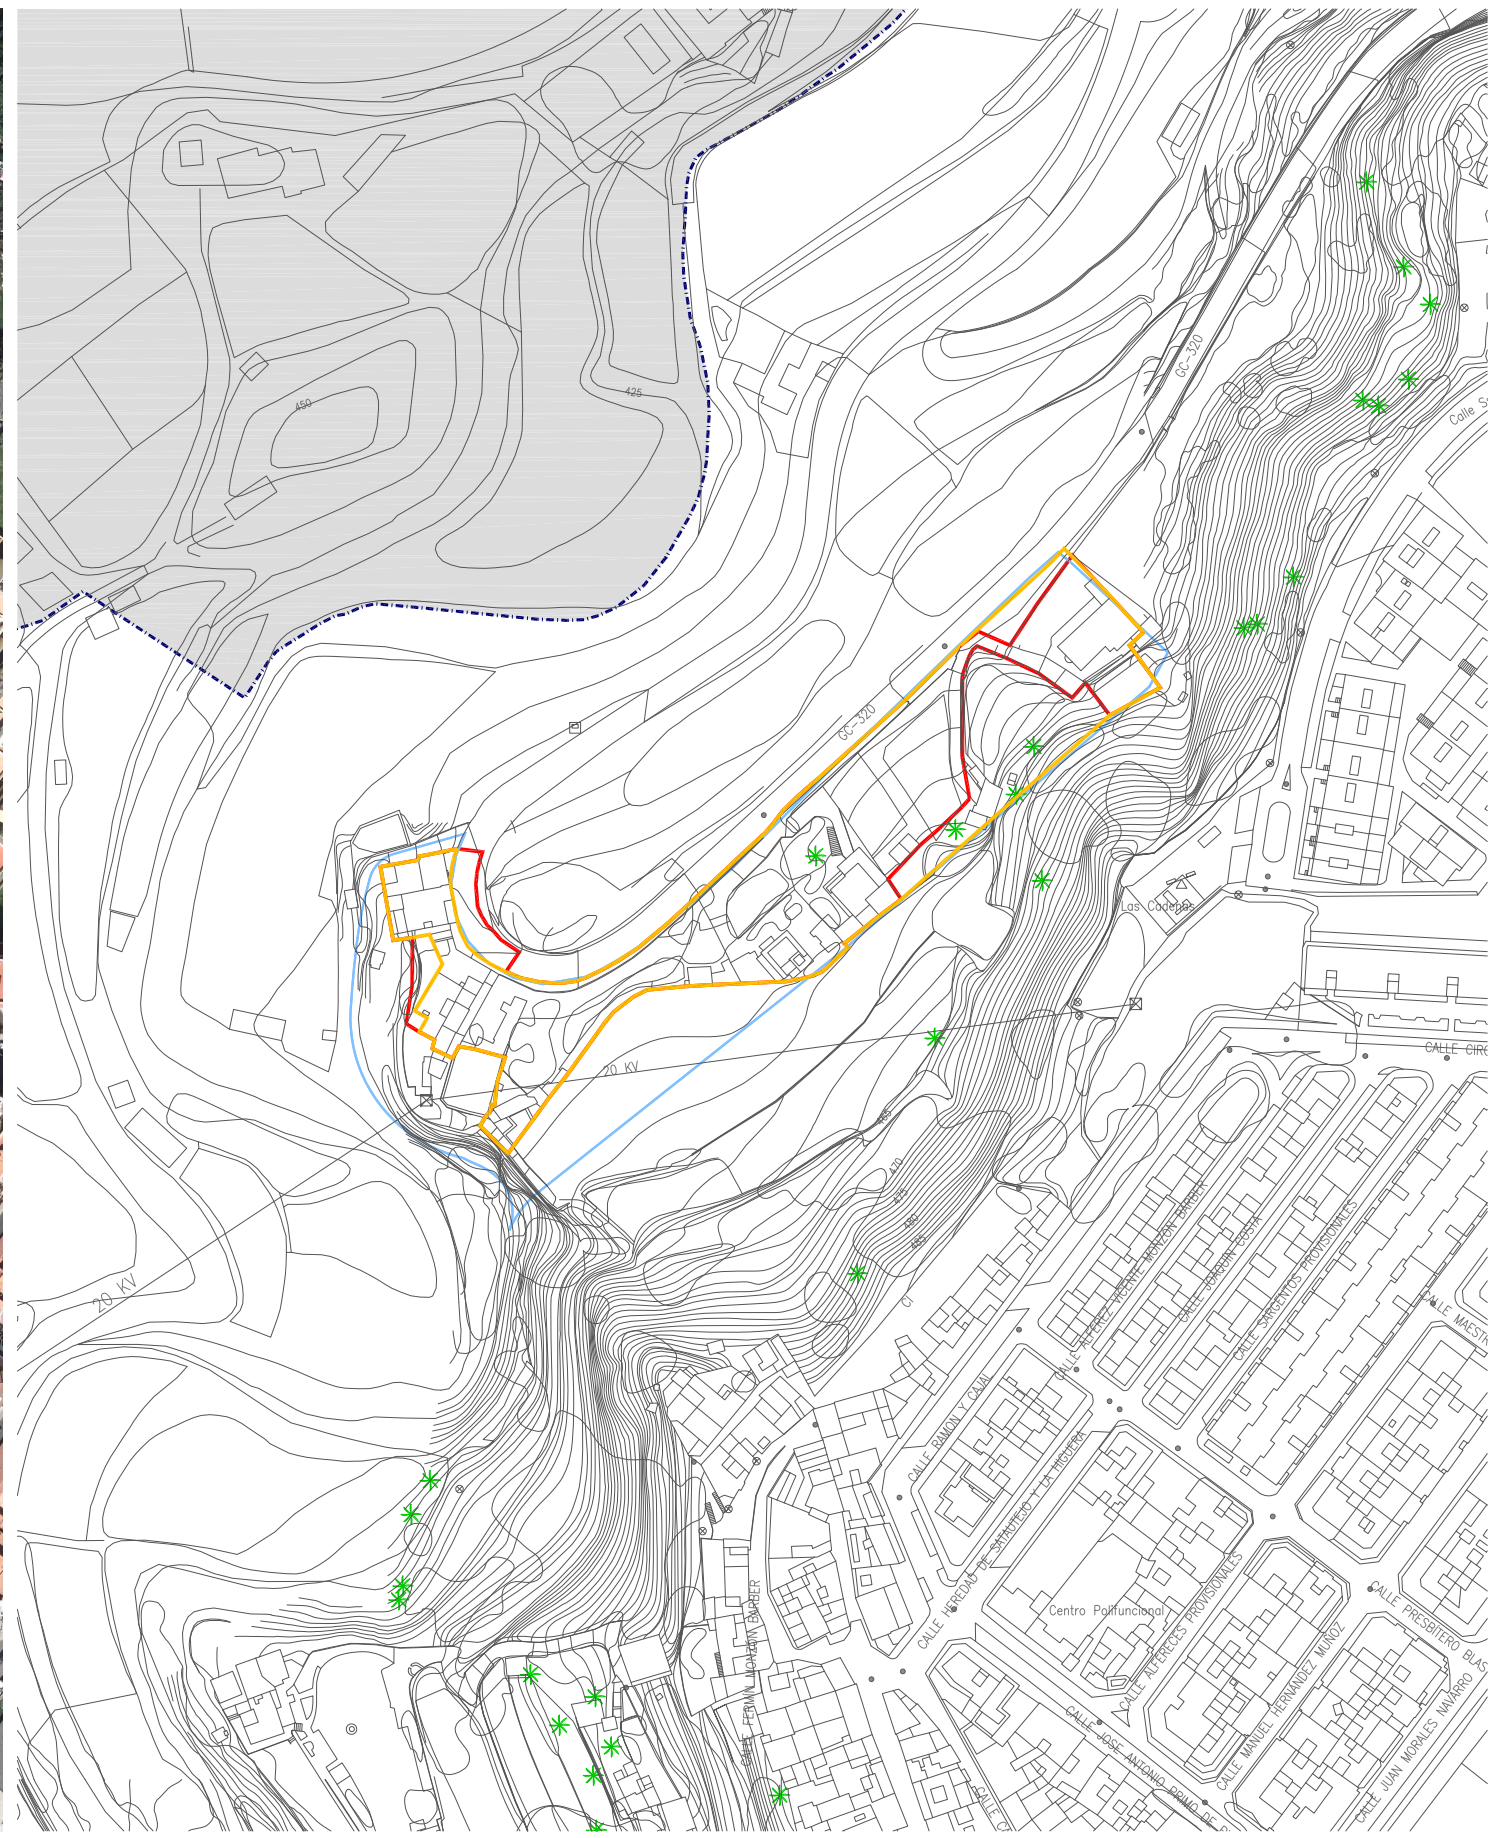 GC-320
425
450
Calle S
GC-320
Las Cadenas
CALLE CIRC
20 KV
465
470
475
480
485
20 KV
CALLE ALFEREZ VICENTE MONZON BARBER
CALLE JOAQUIN COSTA
CALLE SARGENTOS PROVISIONALES
CALLE MAESTR
CALLE RAMON Y CAJAL
CALLE HEREDAD DE SATAUTEJO Y LA HIGUERA
Centro Polifuncional
CALLE ALFERECES PROVISIONALES
CALLE MANUEL HERNANDEZ MUÑOZ
CALLE PRESBITERO BLAS
CALLE JUAN MORALES NAVARRO
CALLE FERMIN MONZON BARBER
CALLE JOSE ANTONIO PRIMO DE
CALLE